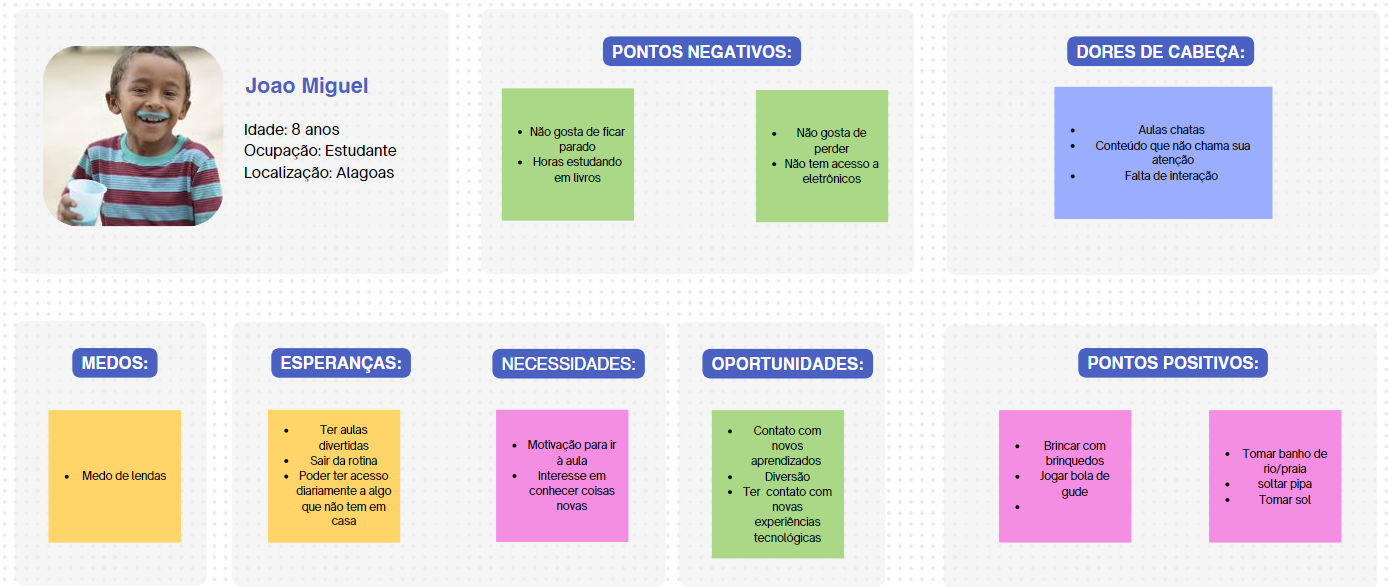 Joao Miguel
Idade: 8 anos
Ocupação: Estudante
Localização: Alagoas
PONTOS NEGATIVOS:
• Não gosta de ficar
parado
• Horas estudando
em livros
• Não gosta de
perder
• Não tem acesso a
eletrônicos
DORES DE CABEÇA:
• Aulas chatas
• Conteúdo que não chama sua
atenção
• Falta de interação
MEDOS:
• Medo de lendas
ESPERANÇAS:
• Ter aulas
divertidas
• Sair da rotina
• Poder ter acesso
diariamente a algo
que não tem em
casa
NECESSIDADES:
• Motivação para ir
à aula
• Interesse em
conhecer coisas
novas
OPORTUNIDADES:
• Contato com
novos
aprendizados
• Diversão
• Ter contato com
novas
experiências
tecnológicas
PONTOS POSITIVOS:
• Brincar com
brinquedos
• Jogar bola de
gude
•
• Tomar banho de
rio/praia
• soltar pipa
• Tomar sol